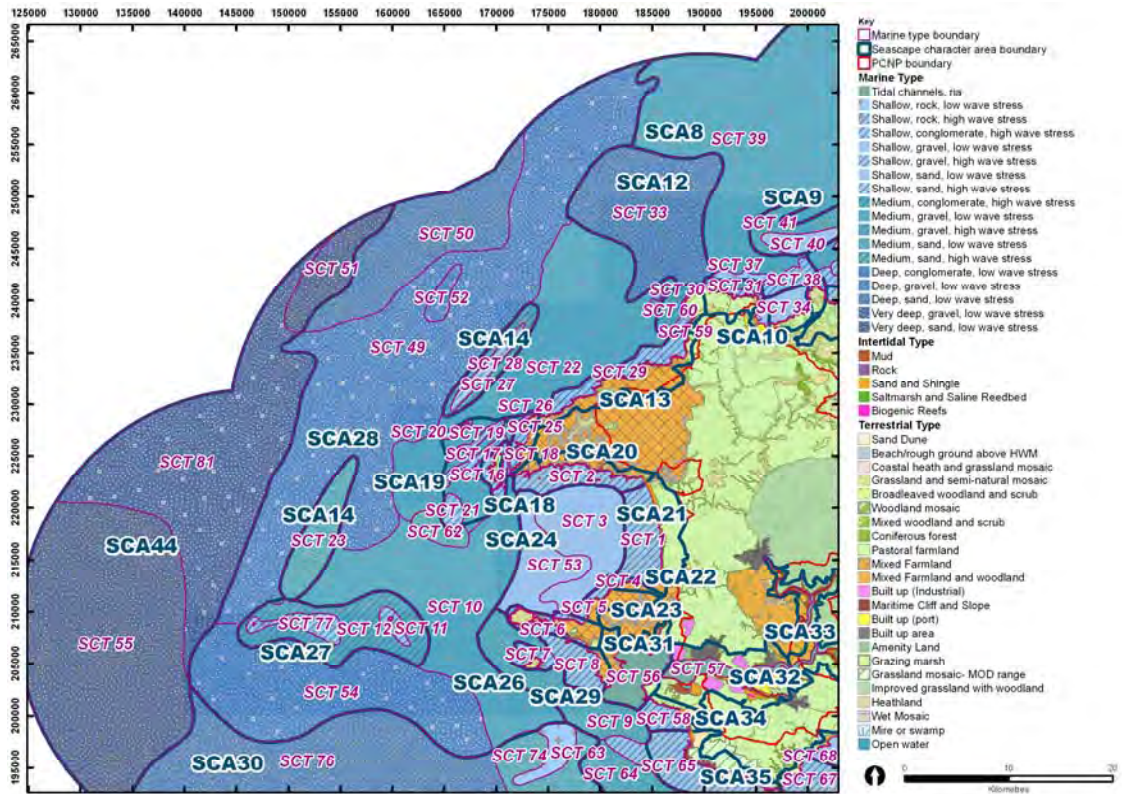 125000 130000 135000 140000 145000 150000 155000 160000 165000 170000 175000 180000 185000 190000 195000 200000
265000
260000
255000
250000
245000
240000
235000
230000
225000
220000
215000
210000
205000
200000
195000
SCA8
SCT 39
SCA12
SCT 33
SCA9
SCT 41
SCT 40
SCT 50
SCT 51
SCT 52
SCT 37
SCT 38
SCT 30
SCT 31
SCT 34
SCT 60
SCT 59
SCA10
SCT 49
SCA14
SCT 28
SCT 22
SCT 29
SCT 27
SCA13
SCT 26
SCT 25
SCT 20
SCT 19
SCA28
SCT 17
SCT 18
SCA20
SCT 81
SCT 16
SCT 2
SCA19
SCA18
SCT 21
SCT 3
SCA21
SCA14
SCT 62
SCA24
SCT 1
SCT 23
SCA44
SCT 53
SCT 4
SCA22
SCT 10
SCT 5
SCA23
SCT 77
SCT 12
SCT 11
SCT 6
SCA31
SCA33
SCT 55
SCA27
SCT 7
SCT 8
SCT 56
SCT 57
SCA32
SCT 54
SCA26
SCA29
SCT 9
SCT 58
SCA34
SCA30
SCT 76
SCT 74
SCT 63
SCT 64
SCT 65
SCA35
SCT 68
SCT 67
Key
Marine type boundary
Seascape character area boundary
PCNP boundary
Marine Type
Tidal channels, ria
Shallow, rock, low wave stress
Shallow, rock, high wave stress
Shallow, conglomerate, high wave stress
Shallow, gravel, low wave stress
Shallow, gravel, high wave stress
Shallow, sand, low wave stress
Shallow, sand, high wave stress
Medium, conglomerate, high wave stress
Medium, gravel, low wave stress
Medium, gravel, high wave stress
Medium, sand, low wave stress
Medium, sand, high wave stress
Deep, conglomerate, low wave stress
Deep, gravel, low wave stress
Deep, sand, low wave stress
Very deep, gravel, low wave stress
Very deep, sand, low wave stress
Intertidal Type
Mud
Rock
Sand and Shingle
Saltmarsh and Saline Reedbed
Biogenic Reefs
Terrestrial Type
Sand Dune
Beach/rough ground above HWM
Coastal heath and grassland mosaic
Grassland and semi-natural mosaic
Broadleaved woodland and scrub
Woodland mosaic
Mixed woodland and scrub
Coniferous forest
Pastoral farmland
Mixed Farmland
Mixed Farmland and woodland
Built up (Industrial)
Maritime Cliff and Slope
Built up (port)
Built up area
Amenity Land
Grazing marsh
Grassland mosaic- MOD range
Improved grassland with woodland
Heathland
Wet Mosaic
Mire or swamp
Open water
0 10 20
Kilometres